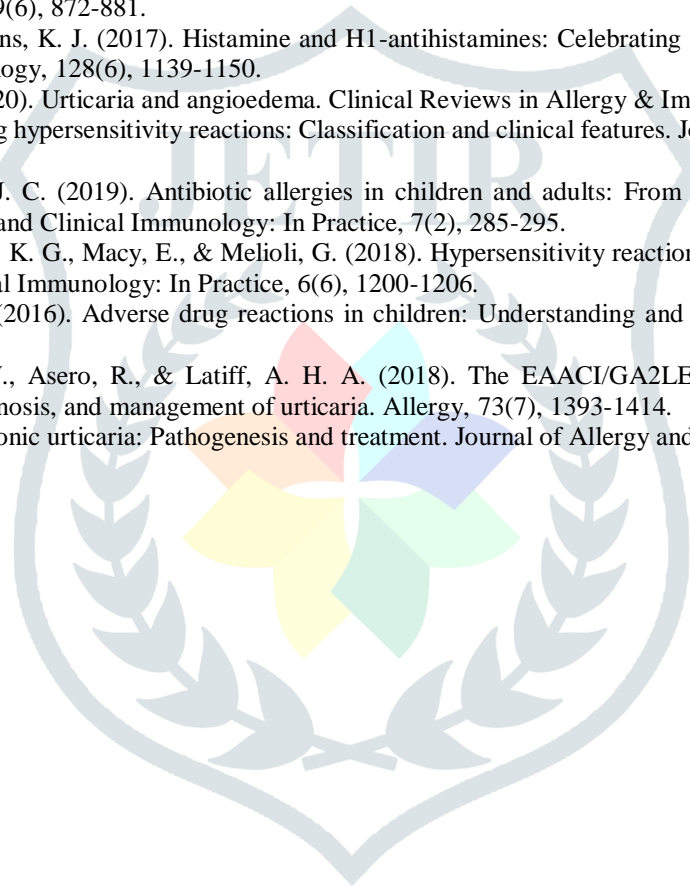 9(6), 872-881.
ns, K. J. (2017). Histamine and H1-antihistamines: Celebrating
logy, 128(6), 1139-1150.
20). Urticaria and angioedema. Clinical Reviews in Allergy & Im
g hypersensitivity reactions: Classification and clinical features. J
J. C. (2019). Antibiotic allergies in children and adults: From
and Clinical Immunology: In Practice, 7(2), 285-295.
K. G., Macy, E., & Melioli, G. (2018). Hypersensitivity reaction
al Immunology: In Practice, 6(6), 1200-1206.
(2016). Adverse drug reactions in children: Understanding and
., Asero, R., & Latiff, A. H. A. (2018). The EAACI/GA2LE
nosis, and management of urticaria. Allergy, 73(7), 1393-1414.
onic urticaria: Pathogenesis and treatment. Journal of Allergy and
JETIR